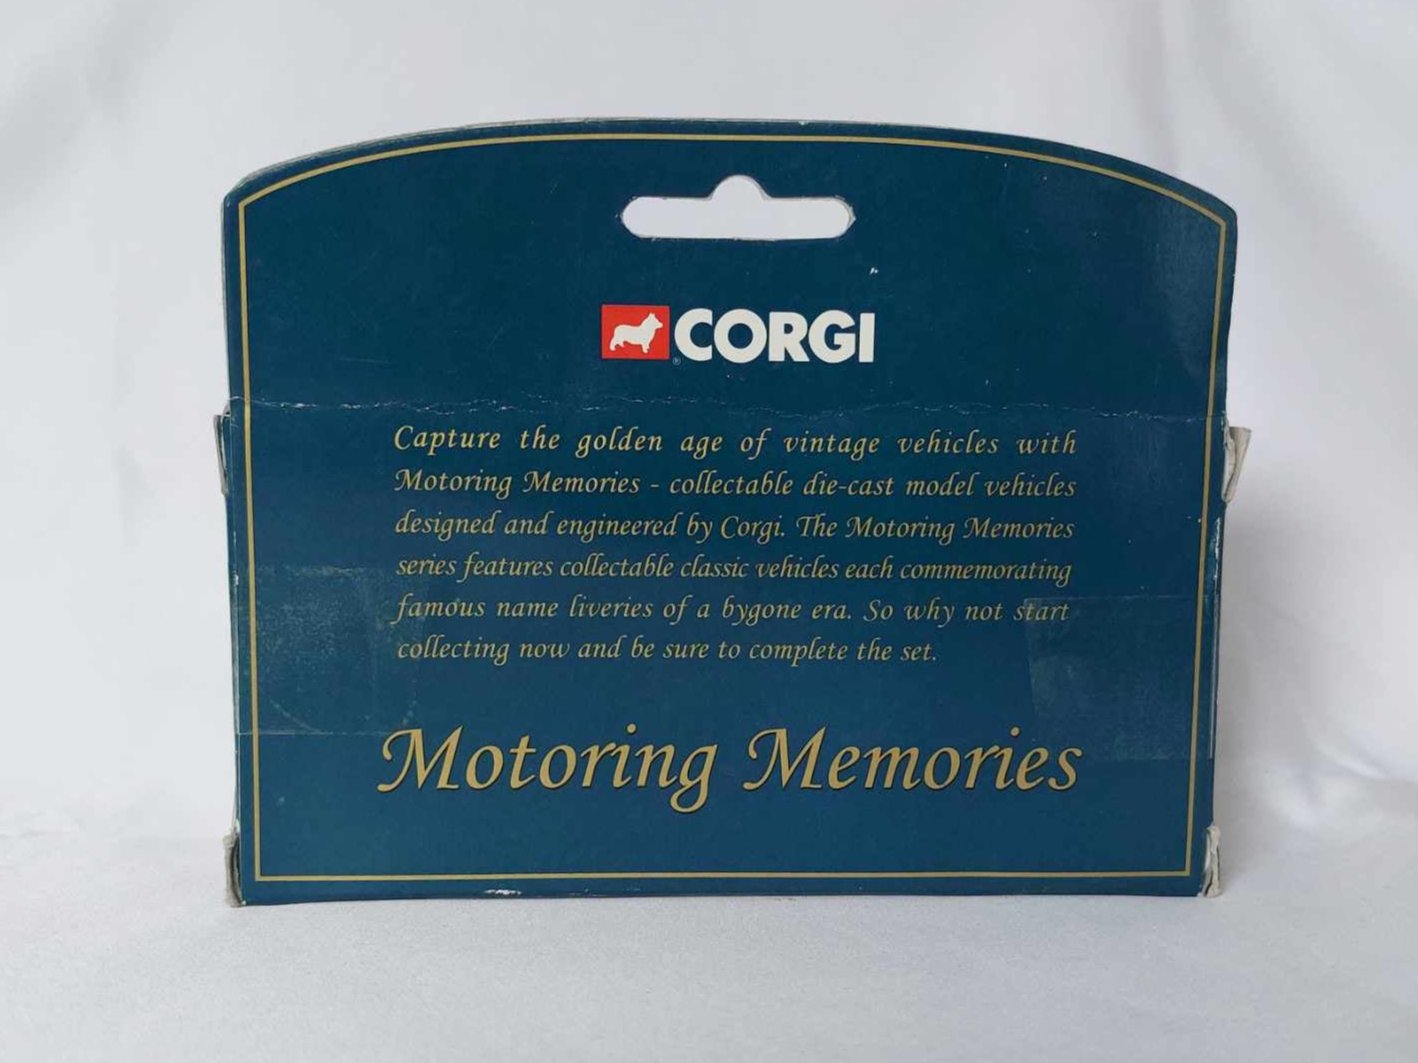 CORGI
Capture the golden age of vintage vehicles with
Motoring Memories - collectable die-cast model vehicles
designed and engineered by Corgi. The Motoring Memories
series features collectable classic vehicles each commemorating
famous name liveries of a bygone era. So why not start
collecting now and be sure to complete the set.
Motoring Memories